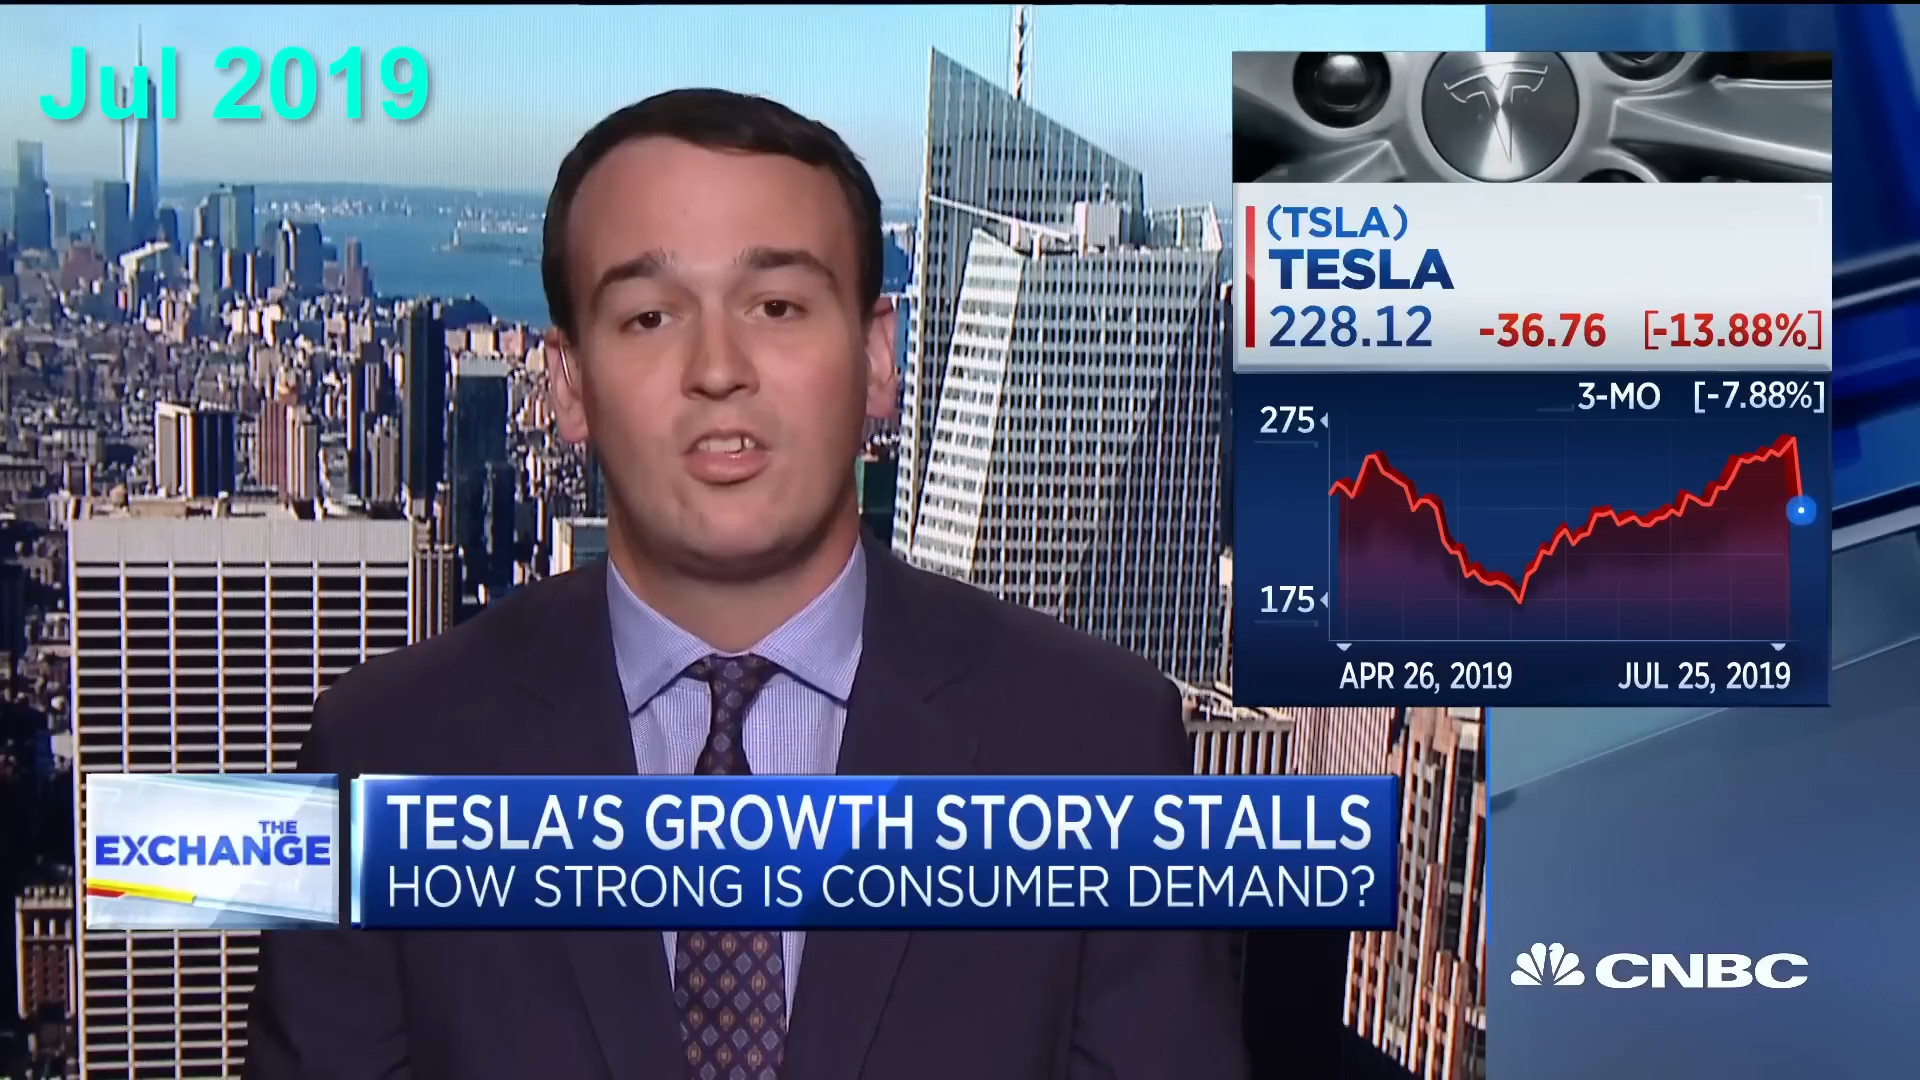 Jul 2019
(TSLA)
TESLA
228.12 -36.76 [-13.88%]
3-MO [-7.88%]
275
175
APR 26, 2019 JUL 25, 2019
THE
EXCHANGE
TESLA'S GROWTH STORY STALLS
HOW STRONG IS CONSUMER DEMAND?
CNBC